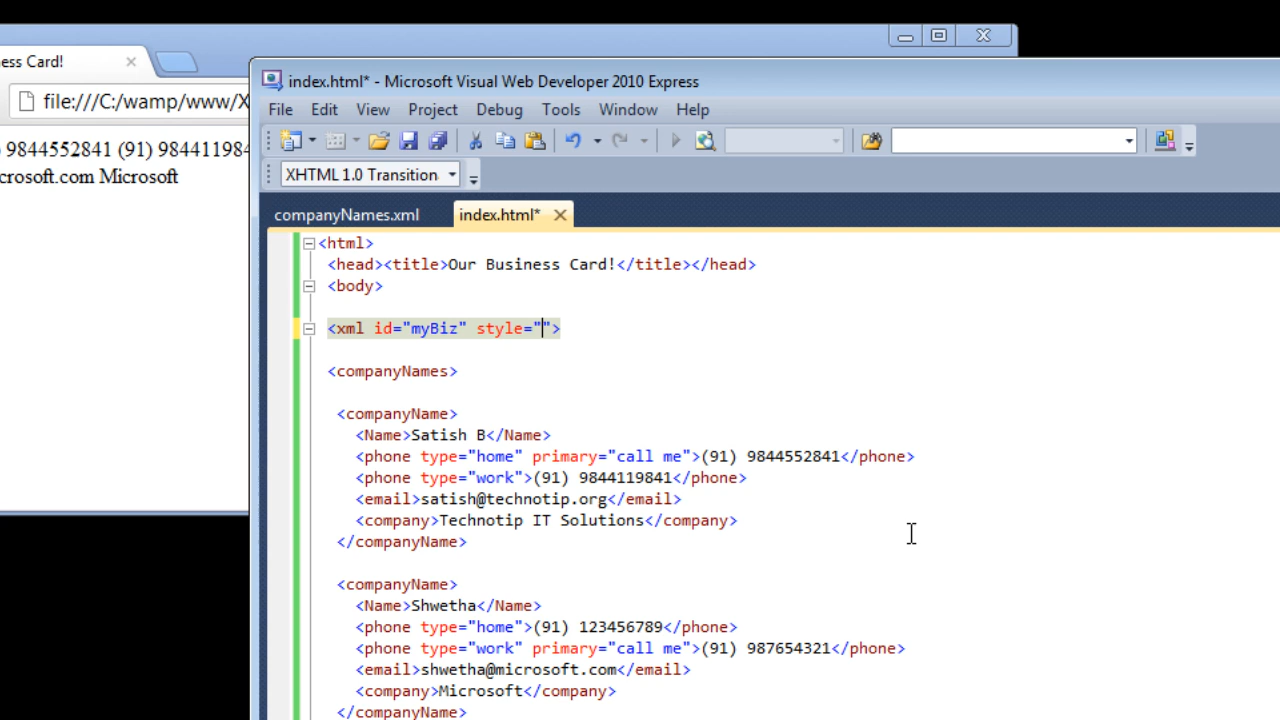 ess Card!
file:///C:/wamp/www/X
9844552841 (91) 98441198
crosoft.com Microsoft
index.html* - Microsoft Visual Web Developer 2010 Express
File Edit View Project Debug Tools Window Help
XHTML 1.0 Transition
companyNames.xml index.html*
<html>
<head><title>Our Business Card!</title></head>
<body>
<xml id="myBiz" style="">
<companyNames>
<companyName>
<Name>Satish B</Name>
<phone type="home" primary="call me">(91) 9844552841</phone>
<phone type="work">(91) 9844119841</phone>
<email>satish@technotip.org</email>
<company>Technotip IT Solutions</company>
</companyName>
<companyName>
<Name>Shwetha</Name>
<phone type="home">(91) 123456789</phone>
<phone type="work" primary="call me">(91) 987654321</phone>
<email>shwetha@microsoft.com</email>
<company>Microsoft</company>
</companyName>